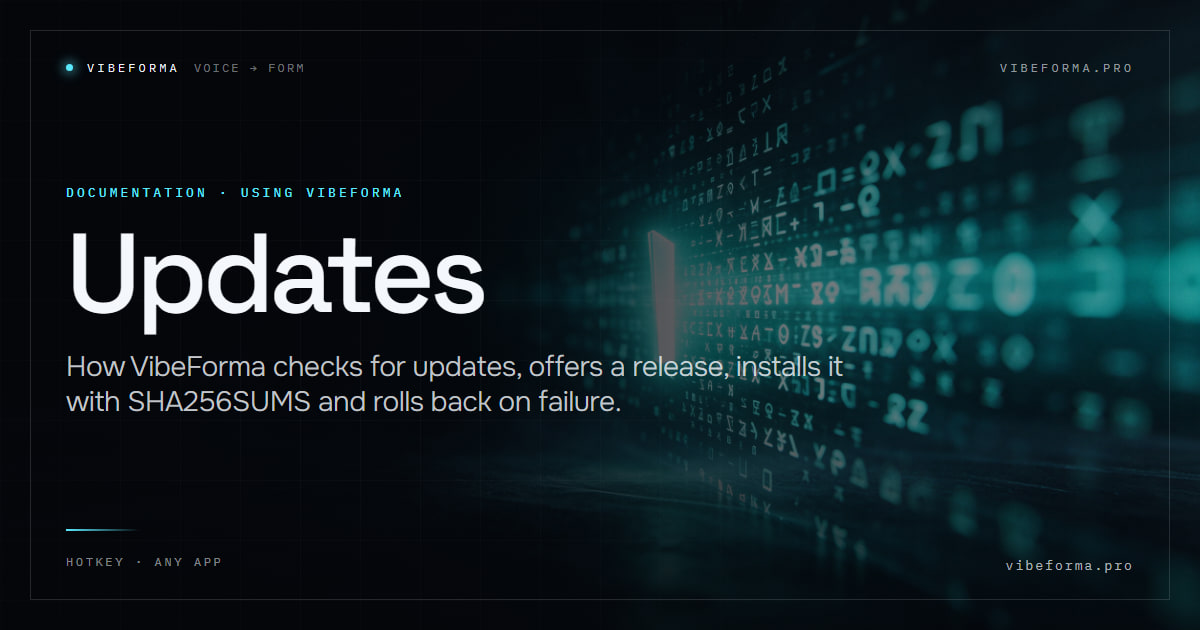 VIBEFORMA VOICE → FORM
VIBEFORMA.PRO
DOCUMENTATION · USING VIBEFORMA
Updates
How VibeForma checks for updates, offers a release, installs it
with SHA256SUMS and rolls back on failure.
HOTKEY · ANY APP
vibeforma.pro